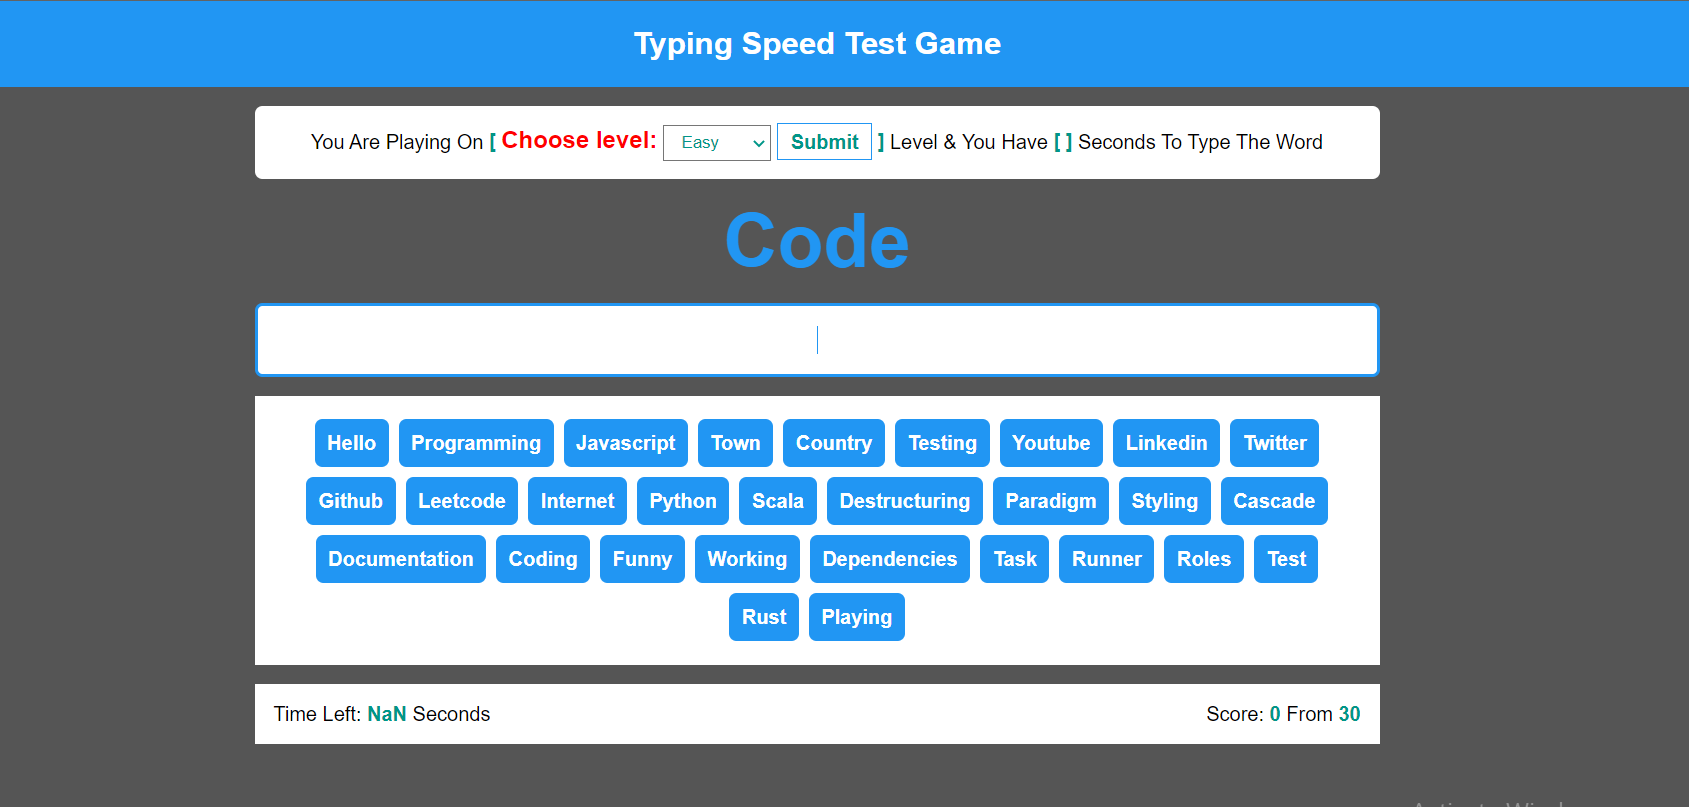 Typing Speed Test Game
You Are Playing On [ Choose level: Easy Submit ] Level & You Have [ ] Seconds To Type The Word
Code
Hello Programming Javascript Town Country Testing Youtube Linkedin Twitter
Github Leetcode Internet Python Scala Destructuring Paradigm Styling Cascade
Documentation Coding Funny Working Dependencies Task Runner Roles Test
Rust Playing
Time Left: NaN Seconds Score: 0 From 30